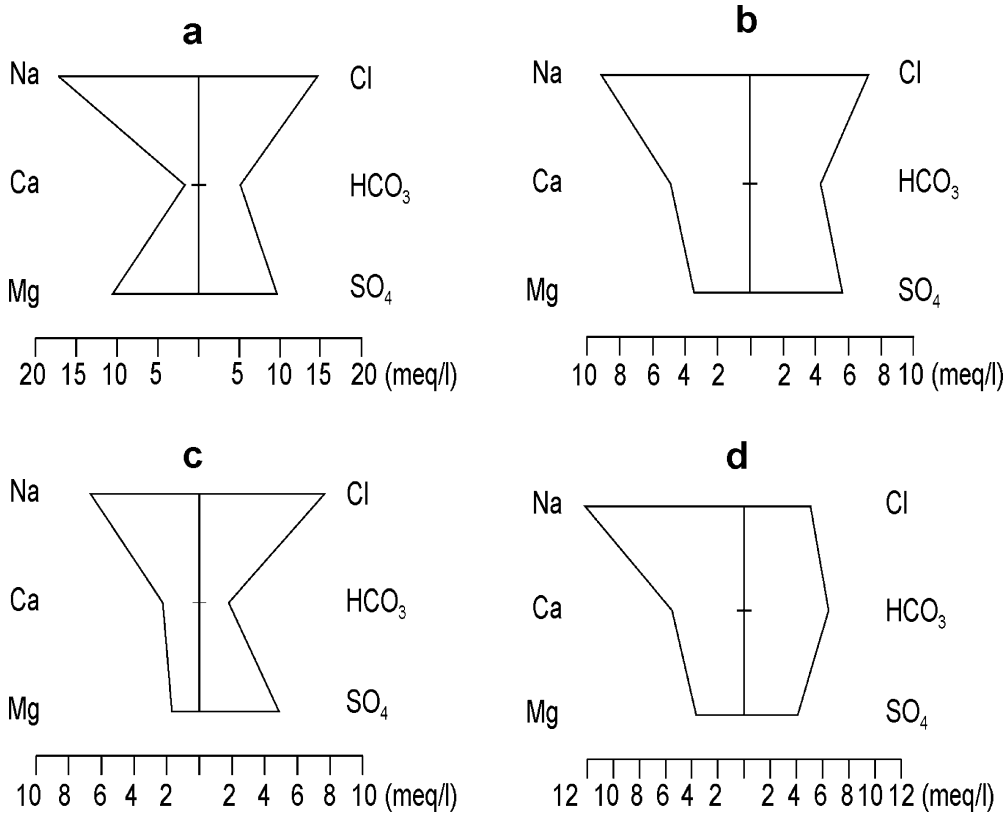 a
Na Cl
Ca HCO₃
Mg SO₄
20 15 10 5 5 10 15 20 (meq/l)
b
Na Cl
Ca HCO₃
Mg SO₄
10 8 6 4 2 2 4 6 8 10 (meq/l)
c
Na Cl
Ca HCO₃
Mg SO₄
10 8 6 4 2 2 4 6 8 10 (meq/l)
d
Na Cl
Ca HCO₃
Mg SO₄
12 10 8 6 4 2 2 4 6 8 10 12 (meq/l)